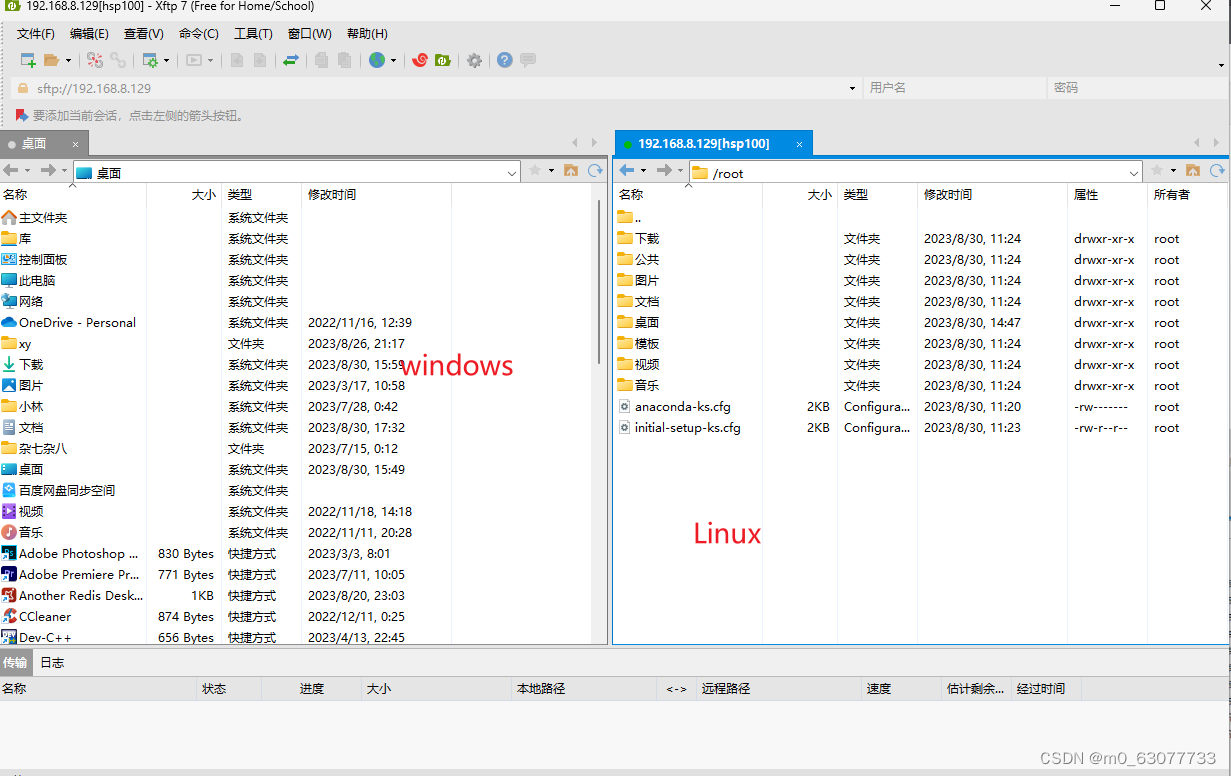 192.168.8.129[hsp100] - Xftp 7 (Free for Home/School)
文件(F) 编辑(E) 查看(V) 命令(C) 工具(T) 窗口(W) 帮助(H)
sftp://192.168.8.129 用户名 密码
要添加当前会话，点击左侧的箭头按钮。
桌面 ×
桌面
名称 大小 类型 修改时间
主文件夹 系统文件夹
库 系统文件夹
控制面板 系统文件夹
此电脑 系统文件夹
网络 系统文件夹
OneDrive - Personal 系统文件夹 2022/11/16, 12:39
xy 文件夹 2023/8/26, 21:17
下载 系统文件夹 2023/8/30, 15:59
图片 系统文件夹 2023/3/17, 10:58
小林 系统文件夹 2023/7/28, 0:42
文档 系统文件夹 2023/8/30, 17:32
杂七杂八 文件夹 2023/7/15, 0:12
桌面 系统文件夹 2023/8/30, 15:49
百度网盘同步空间 系统文件夹
视频 系统文件夹 2022/11/18, 14:18
音乐 系统文件夹 2022/11/11, 20:28
Adobe Photoshop ... 830 Bytes 快捷方式 2023/3/3, 8:01
Adobe Premiere Pr... 771 Bytes 快捷方式 2023/7/11, 10:05
Another Redis Desk... 1KB 快捷方式 2023/8/20, 23:03
CCleaner 874 Bytes 快捷方式 2022/12/11, 0:25
Dev-C++ 656 Bytes 快捷方式 2023/4/13, 22:45
windows
192.168.8.129[hsp100] ×
/root
名称 大小 类型 修改时间 属性 所有者
..
下载 文件夹 2023/8/30, 11:24 drwxr-xr-x root
公共 文件夹 2023/8/30, 11:24 drwxr-xr-x root
图片 文件夹 2023/8/30, 11:24 drwxr-xr-x root
文档 文件夹 2023/8/30, 11:24 drwxr-xr-x root
桌面 文件夹 2023/8/30, 14:47 drwxr-xr-x root
模板 文件夹 2023/8/30, 11:24 drwxr-xr-x root
视频 文件夹 2023/8/30, 11:24 drwxr-xr-x root
音乐 文件夹 2023/8/30, 11:24 drwxr-xr-x root
anaconda-ks.cfg 2KB Configura... 2023/8/30, 11:20 -rw------- root
initial-setup-ks.cfg 2KB Configura... 2023/8/30, 11:23 -rw-r--r-- root
Linux
传输 日志
名称 状态 进度 大小 本地路径 <-> 远程路径 速度 估计剩余... 经过时间
CSDN @m0_63077733